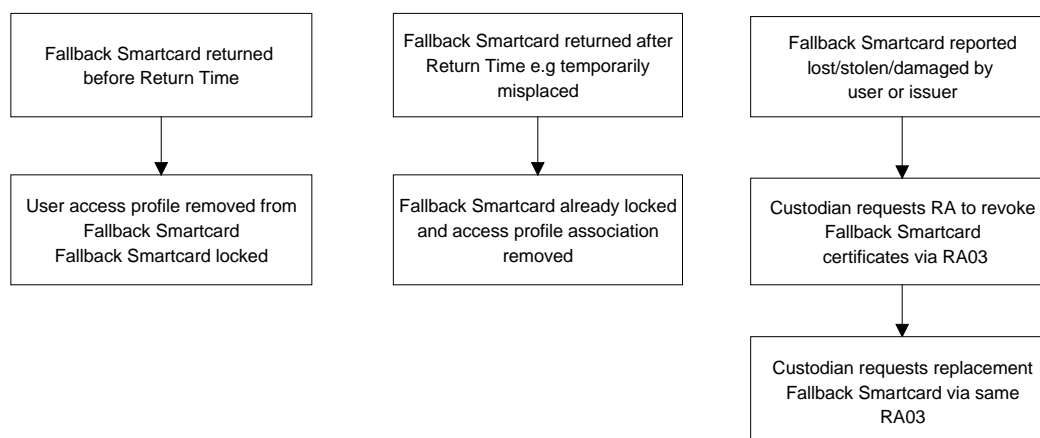 Fallback Smartcard returned
before Return Time
User access profile removed from
Fallback Smartcard
Fallback Smartcard locked
Fallback Smartcard returned after
Return Time e.g temporarily
misplaced
Fallback Smartcard already locked
and access profile association
removed
Fallback Smartcard reported
lost/stolen/damaged by
user or issuer
Custodian requests RA to revoke
Fallback Smartcard
certificates via RA03
Custodian requests replacement
Fallback Smartcard via same
RA03